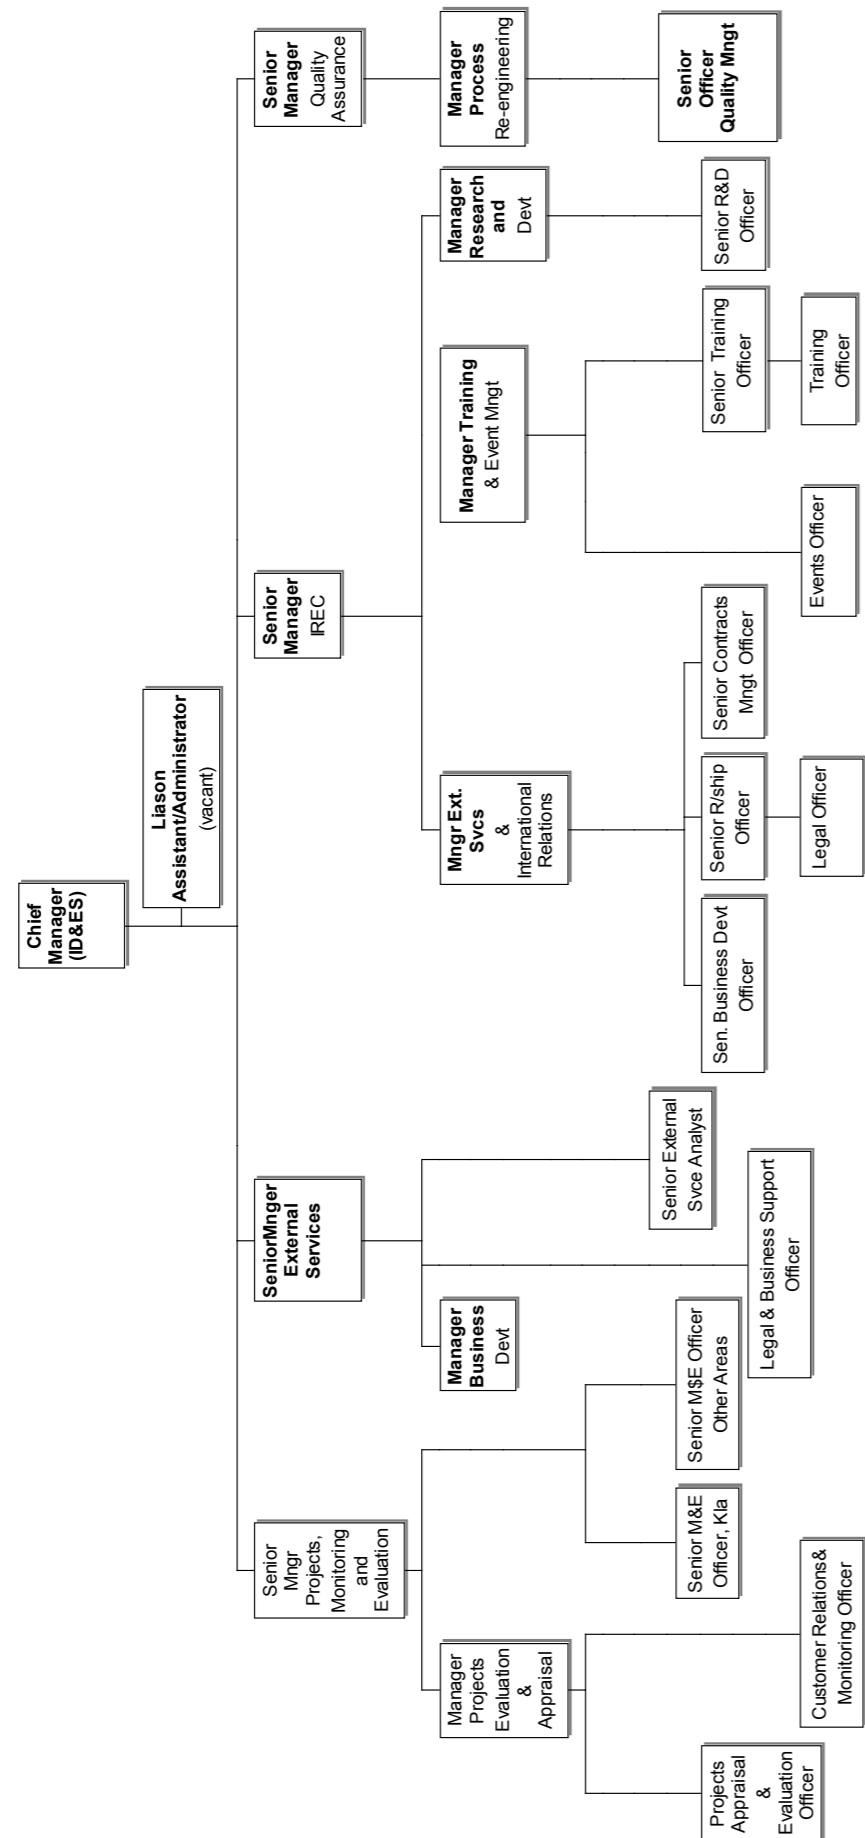 Chief
Manager
(ID&ES)
Liason
Assistant/Administrator
(vacant)
Senior
Mngr
Projects,
Monitoring
and
Evaluation
SeniorMnger
External
Services
Senior
Manager
IREC
Senior
Manager
Quality
Assurance
Manager
Projects
Evaluation
&
Appraisal
Manager
Business
Devt
Mngr Ext.
Svcs
&
International
Relations
Manager Training
& Event Mngt
Manager
Research
and
Devt
Manager
Process
Re-engineering
Senior M&E
Officer, Kla
Senior M$E Officer
Other Areas
Senior External
Svce Analyst
Senior
Officer
Quality Mngt
Projects
Appraisal
&
Evaluation
Officer
Legal & Business Support
Officer
Sen. Business Devt
Officer
Senior R/ship
Officer
Senior Contracts
Mngt Officer
Senior Training
Officer
Senior R&D
Officer
Customer Relations&
Monitoring Officer
Legal Officer
Events Officer
Training
Officer